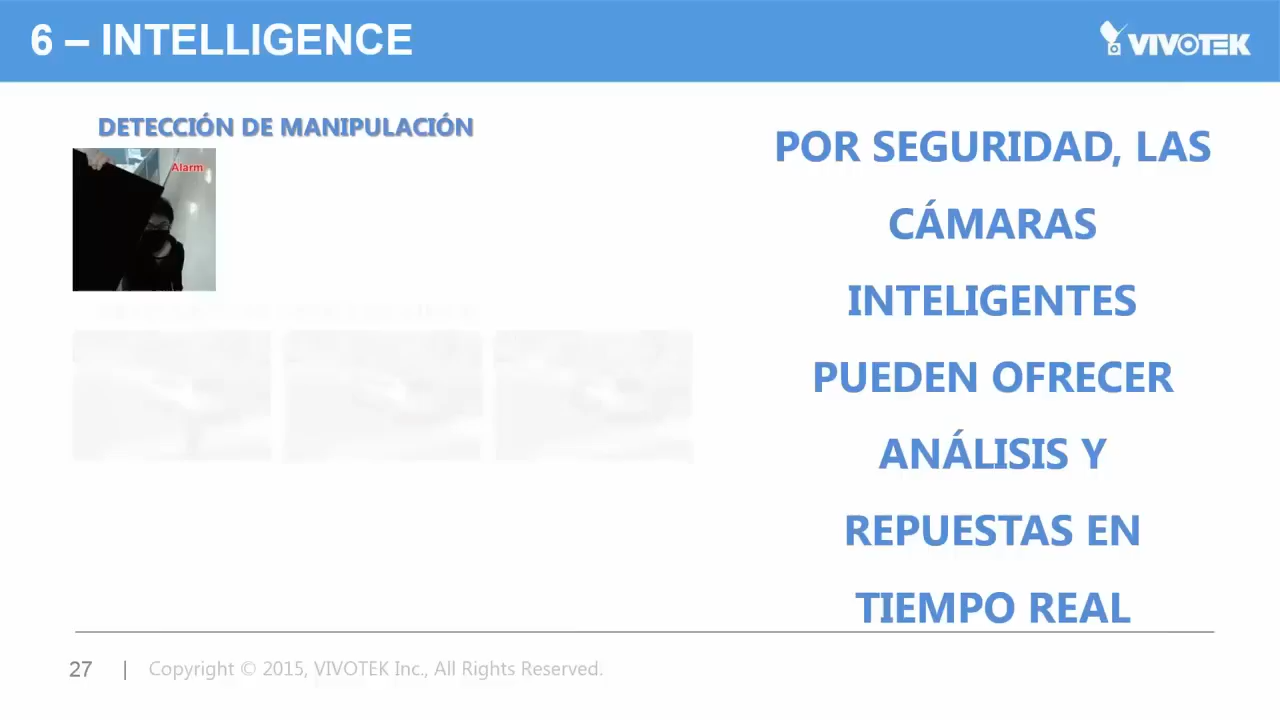 6 – INTELLIGENCE
VIVOTEK
DETECCIÓN DE MANIPULACIÓN
Alarm
POR SEGURIDAD, LAS
CÁMARAS
INTELIGENTES
PUEDEN OFRECER
ANÁLISIS Y
REPUESTAS EN
TIEMPO REAL
27 | Copyright © 2015, VIVOTEK Inc., All Rights Reserved.